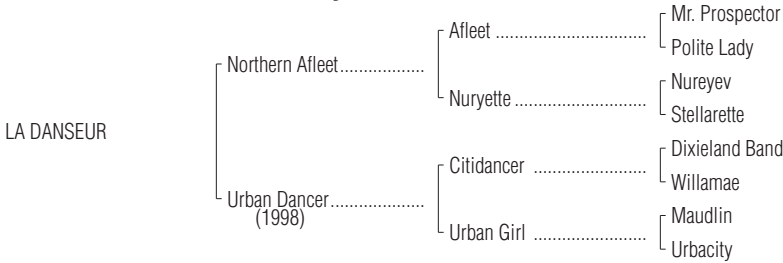 Mr. Prospector
Afleet ..............................
Polite Lady
Northern Afleet.................
Nureyev
Nuryette ..........................
Stellarette
LA DANSEUR
Dixieland Band
Citidancer .......................
Willamae
Urban Dancer...................
(1998)
Maudlin
Urban Girl .......................
Urbacity